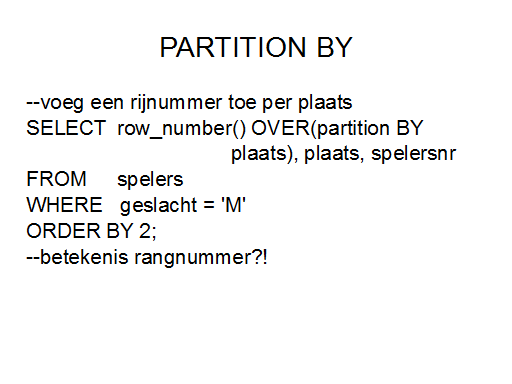 PARTITION BY
--voeg een rijnummer toe per plaats
SELECT row_number() OVER(partition BY
plaats), plaats, spelersnr
FROM spelers
WHERE geslacht = 'M'
ORDER BY 2;
--betekenis rangnummer?!